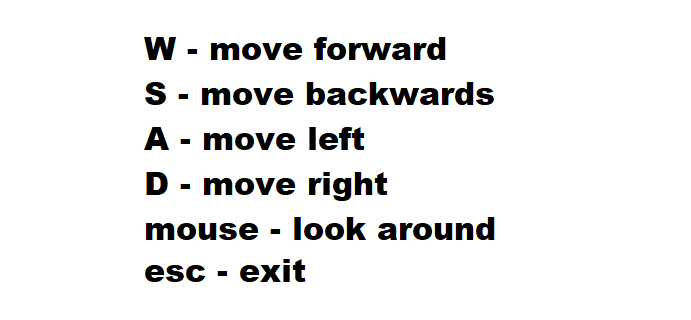 W - move forward
S - move backwards
A - move left
D - move right
mouse - look around
esc - exit